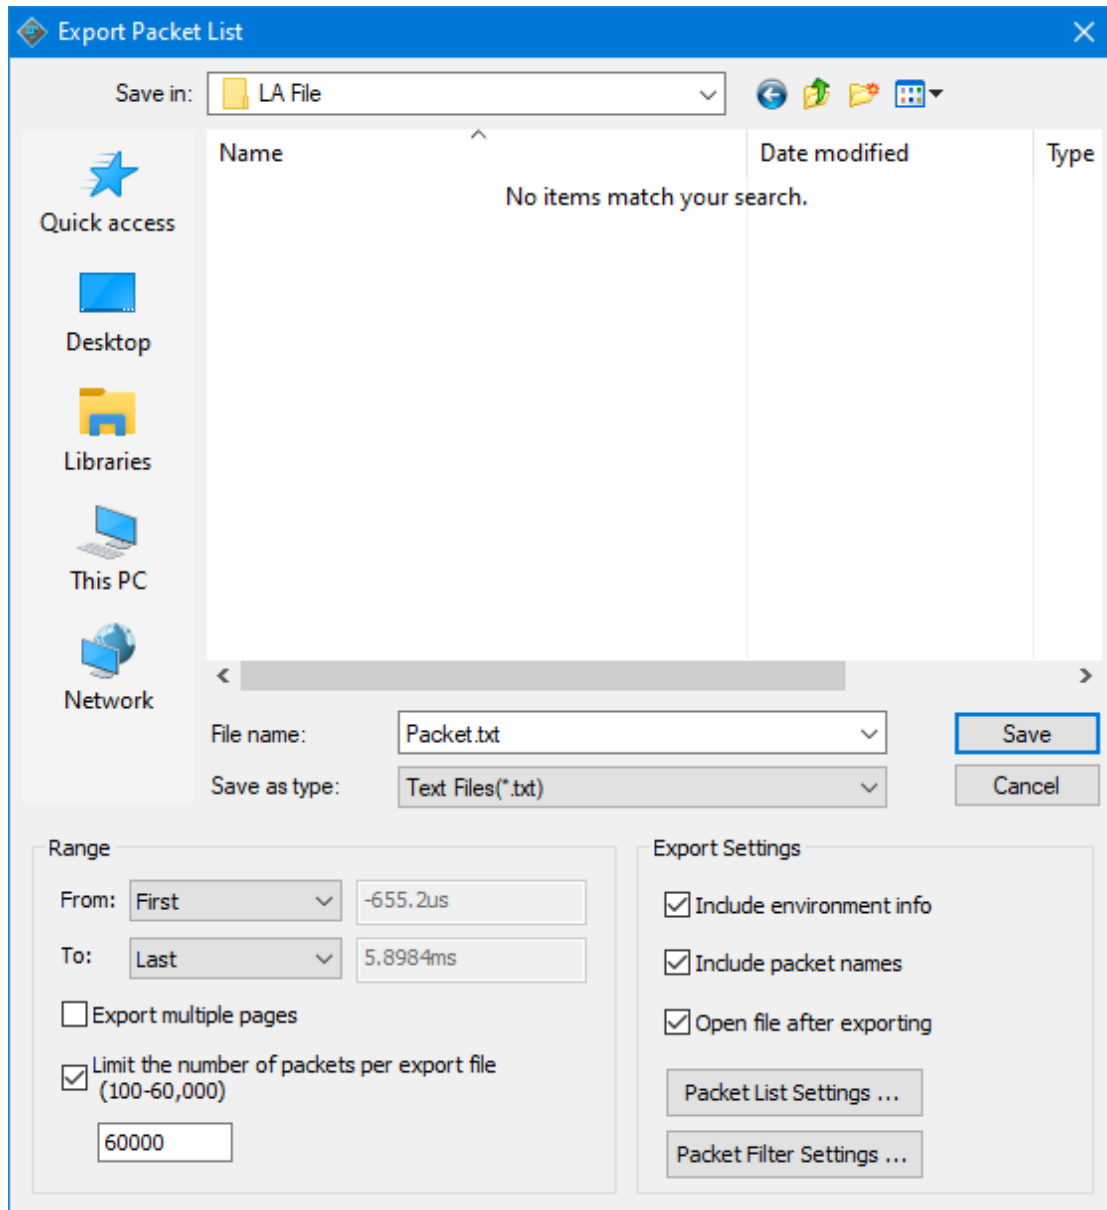 Export Packet List
Save in: LA File
Name Date modified Type
No items match your search.
Quick access
Desktop
Libraries
This PC
Network
File name: Packet.txt Save
Save as type: Text Files(*.txt) Cancel
Range
From: First -655.2us
To: Last 5.8984ms
Export multiple pages
Limit the number of packets per export file
(100-60,000)
60000
Export Settings
Include environment info
Include packet names
Open file after exporting
Packet List Settings ...
Packet Filter Settings ...